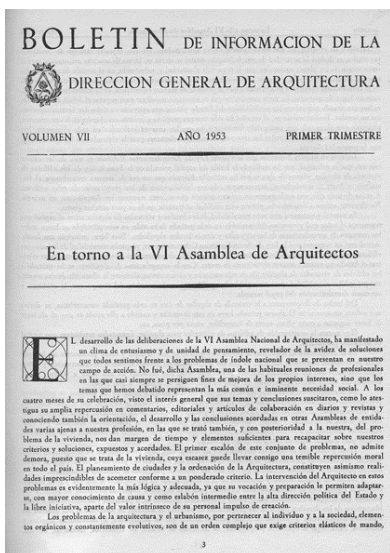 BOLETIN DE INFORMACION DE LA
DIRECCION GENERAL DE ARQUITECTURA
VOLUMEN VII AÑO 1953 PRIMER TRIMESTRE
En torno a la VI Asamblea de Arquitectos
EL desarrollo de las deliberaciones de la VI Asamblea Nacional de Arquitectos, ha manifestado
un clima de entusiasmo y de unidad de pensamiento, revelador de la avidez de soluciones
que todos sentimos frente a los problemas de índole nacional que se presentan en nuestro
campo de acción. No fué, dicha Asamblea, una de las habituales reuniones de profesionales
en las que casi siempre se persiguen fines de mejora de los propios intereses, sino que los
temas que hemos debatido representan la más común e inminente necesidad social. A los
cuatro meses de su celebración, visto el interés general que sus temas y conclusiones suscitaron, como lo ates-
tigua su amplia repercusión en comentarios, editoriales y artículos de colaboración en diarios y revistas y
conociendo también la orientación, el desarrollo y las conclusiones acordadas en otras Asambleas de entida-
des varias ajenas a nuestra profesión, en las que se trató también, y con posterioridad a la nuestra, del pro-
blema de la vivienda, nos dan margen de tiempo y elementos suficientes para recapacitar sobre nuestros
criterios y soluciones, expuestos y acordados. El primer escalón de este conjunto de problemas, no admite
demora, puesto que se trata de la vivienda, cuya escasez puede llevar consigo una temible repercusión moral
en todo el país. El planeamiento de ciudades y la ordenación de la Arquitectura, constituyen asimismo reali-
dades imprescindibles de acometer conforme a un ponderado criterio. La intervención del Arquitecto en estos
problemas es evidentemente la más lógica y adecuada, ya que su vocación y preparación le permiten adaptar-
se, con mayor conocimiento de causa y como eslabón intermedio entre la alta dirección política del Estado y
la libre iniciativa, aparte del valor intrínseco de su personal impulso de creación.
Los problemas de la arquitectura y el urbanismo, por pertenecer al individuo y a la sociedad, elemen-
tos orgánicos y constantemente evolutivos, son de un orden complejo que exige criterios elásticos de mando,
3